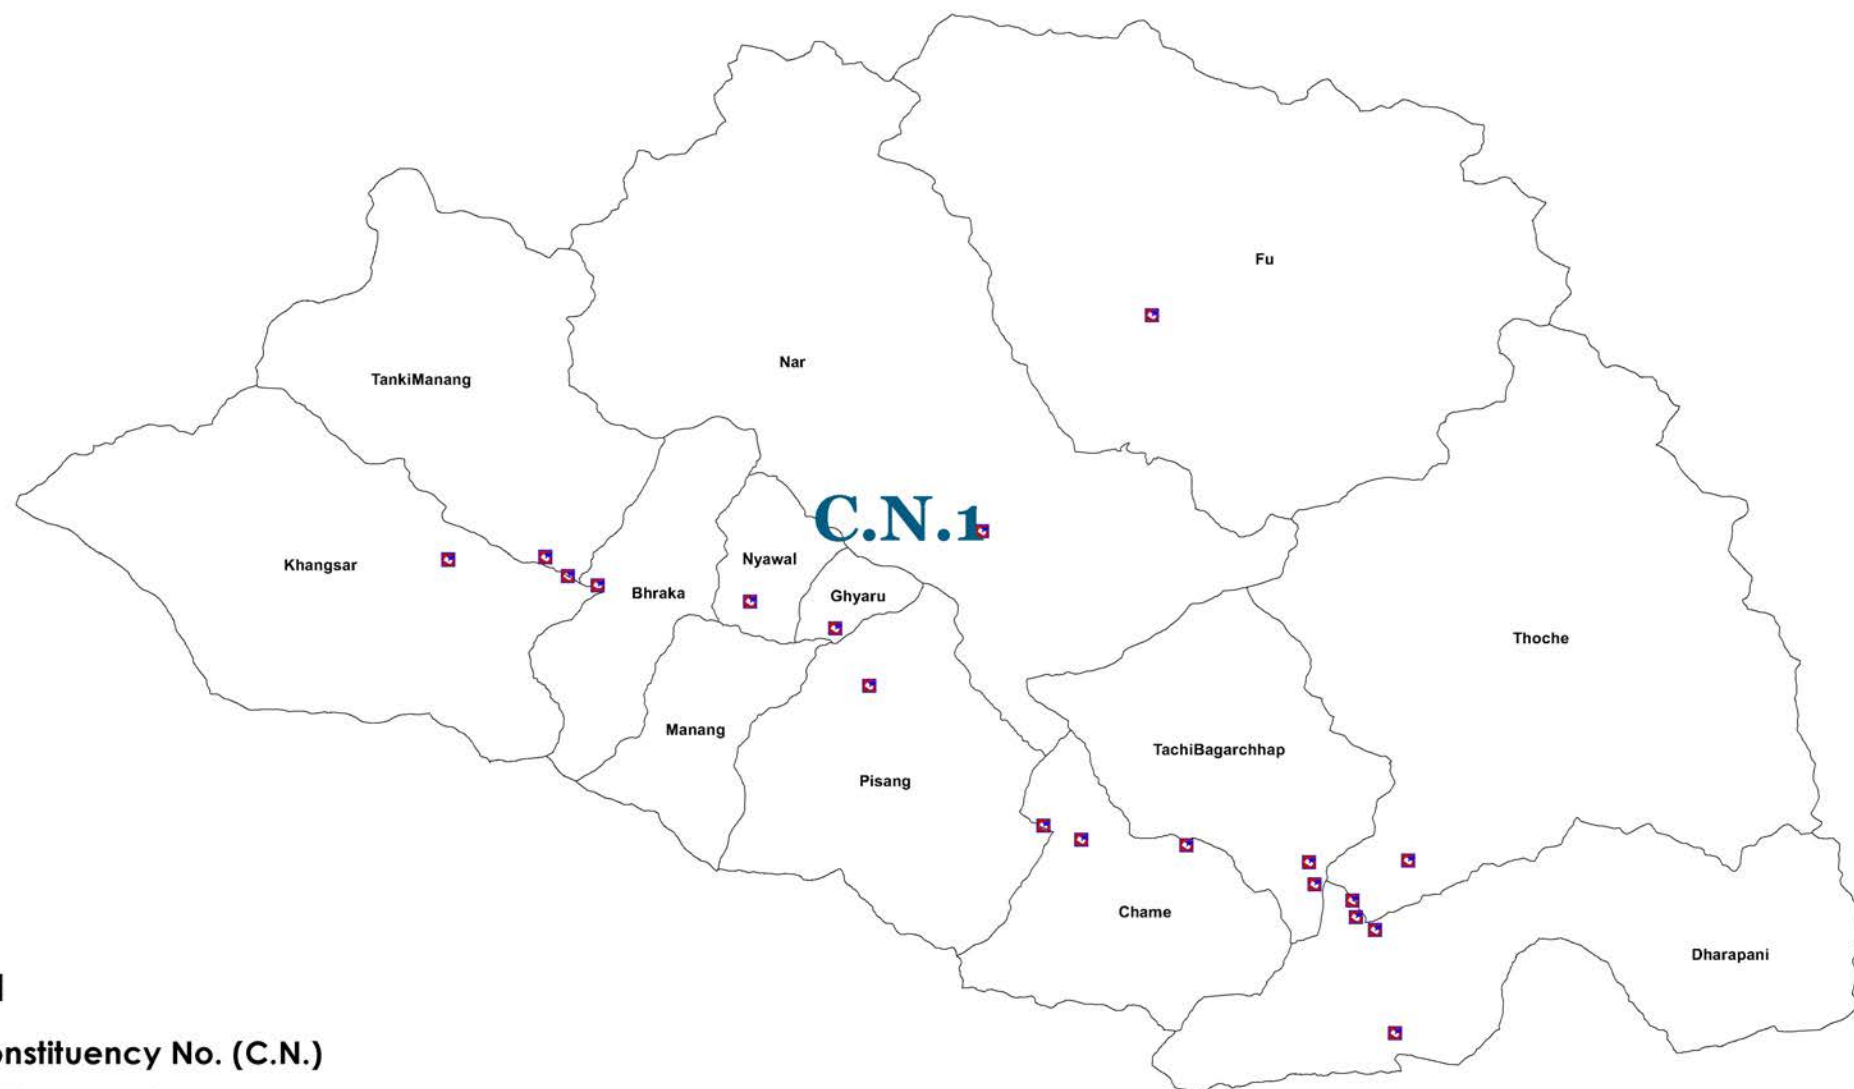 Fu
Nar
TankiManang
C.N.1
Nyawal
Khangsar
Bhraka
Ghyaru
Thoche
Manang
TachiBagarchhap
Pisang
Chame
Dharapani
onstituency No. (C.N.)